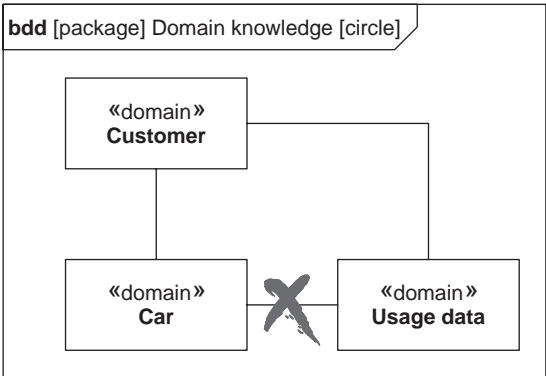 bdd [package] Domain knowledge [circle]
«domain»
Customer
«domain»
Car
«domain»
Usage data